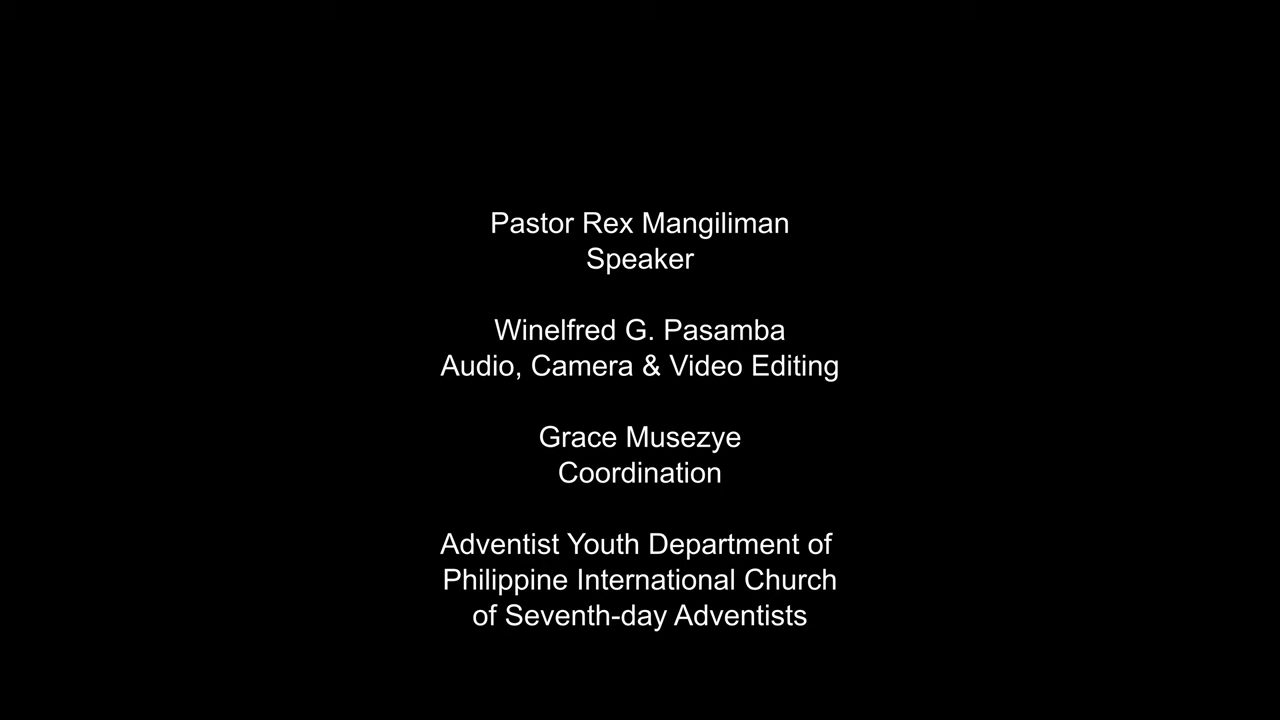 Pastor Rex Mangiliman
Speaker
Winelfred G. Pasamba
Audio, Camera & Video Editing
Grace Musezye
Coordination
Adventist Youth Department of
Philippine International Church
of Seventh-day Adventists